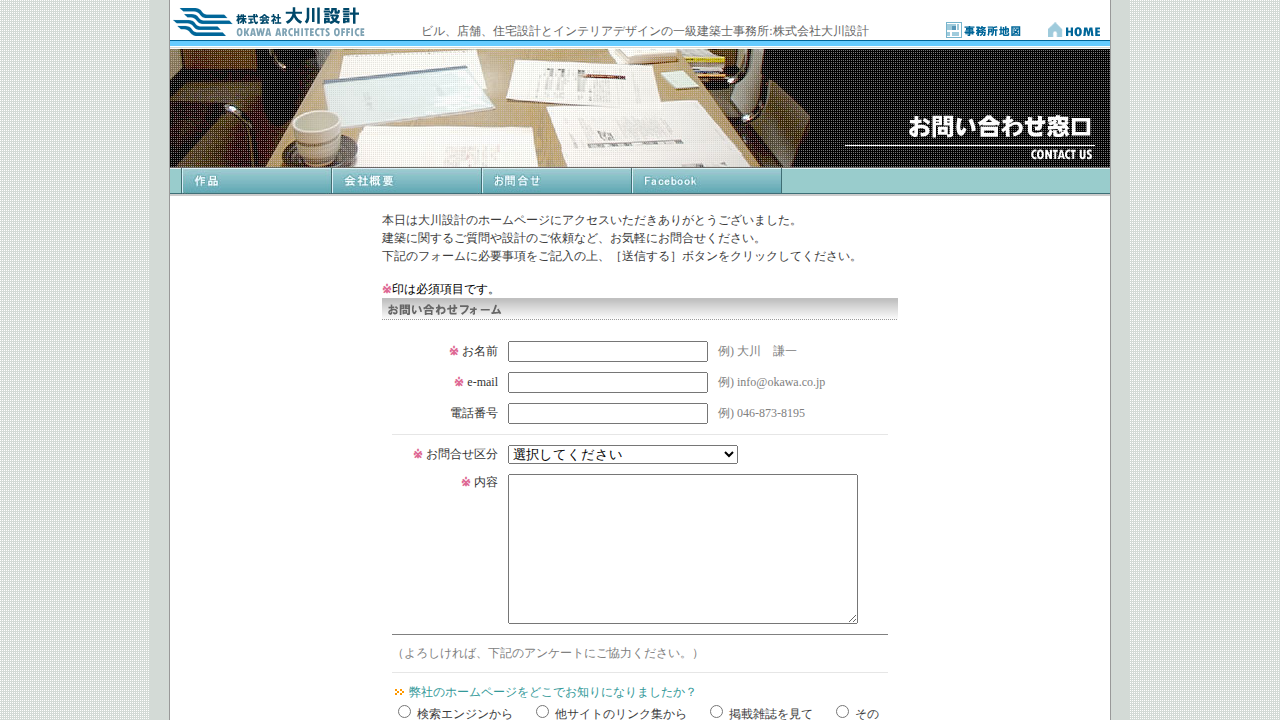 株式会社 大川設計
OKAWA ARCHITECTS OFFICE
ビル、店舗、住宅設計とインテリアデザインの一級建築士事務所:株式会社大川設計
事務所地図
HOME
お問い合わせ窓口
CONTACT US
作品
会社概要
お問合せ
Facebook
本日は大川設計のホームページにアクセスいただきありがとうございました。
建築に関するご質問や設計のご依頼など、お気軽にお問合せください。
下記のフォームに必要事項をご記入の上、［送信する］ボタンをクリックしてください。
※印は必須項目です。
お問い合わせフォーム
※ お名前 例) 大川　謙一
※ e-mail 例) info@okawa.co.jp
電話番号 例) 046-873-8195
※ お問合せ区分 選択してください
※ 内容
（よろしければ、下記のアンケートにご協力ください。）
弊社のホームページをどこでお知りになりましたか？
検索エンジンから 他サイトのリンク集から 掲載雑誌を見て その